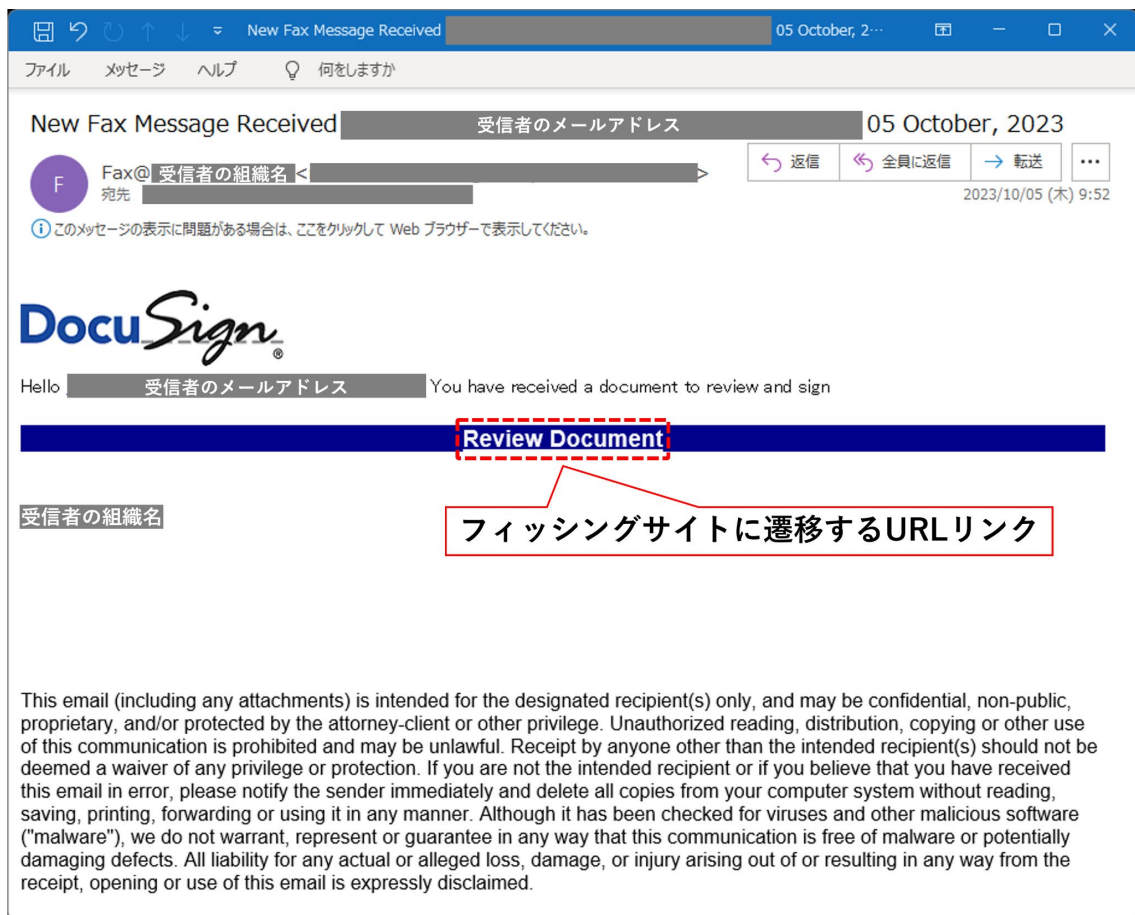 New Fax Message Received 05 October, 2…
ファイル メッセージ ヘルプ 何をしますか
New Fax Message Received 受信者のメールアドレス 05 October, 2023
F
Fax@ 受信者の組織名 < >
返信 全員に返信 転送 …
宛先
2023/10/05 (木) 9:52
このメッセージの表示に問題がある場合は、ここをクリックして Web ブラウザーで表示してください。
DocuSign®
Hello 受信者のメールアドレス You have received a document to review and sign
Review Document
受信者の組織名
フィッシングサイトに遷移するURLリンク
This email (including any attachments) is intended for the designated recipient(s) only, and may be confidential, non-public,
proprietary, and/or protected by the attorney-client or other privilege. Unauthorized reading, distribution, copying or other use
of this communication is prohibited and may be unlawful. Receipt by anyone other than the intended recipient(s) should not be
deemed a waiver of any privilege or protection. If you are not the intended recipient or if you believe that you have received
this email in error, please notify the sender immediately and delete all copies from your computer system without reading,
saving, printing, forwarding or using it in any manner. Although it has been checked for viruses and other malicious software
("malware"), we do not warrant, represent or guarantee in any way that this communication is free of malware or potentially
damaging defects. All liability for any actual or alleged loss, damage, or injury arising out of or resulting in any way from the
receipt, opening or use of this email is expressly disclaimed.